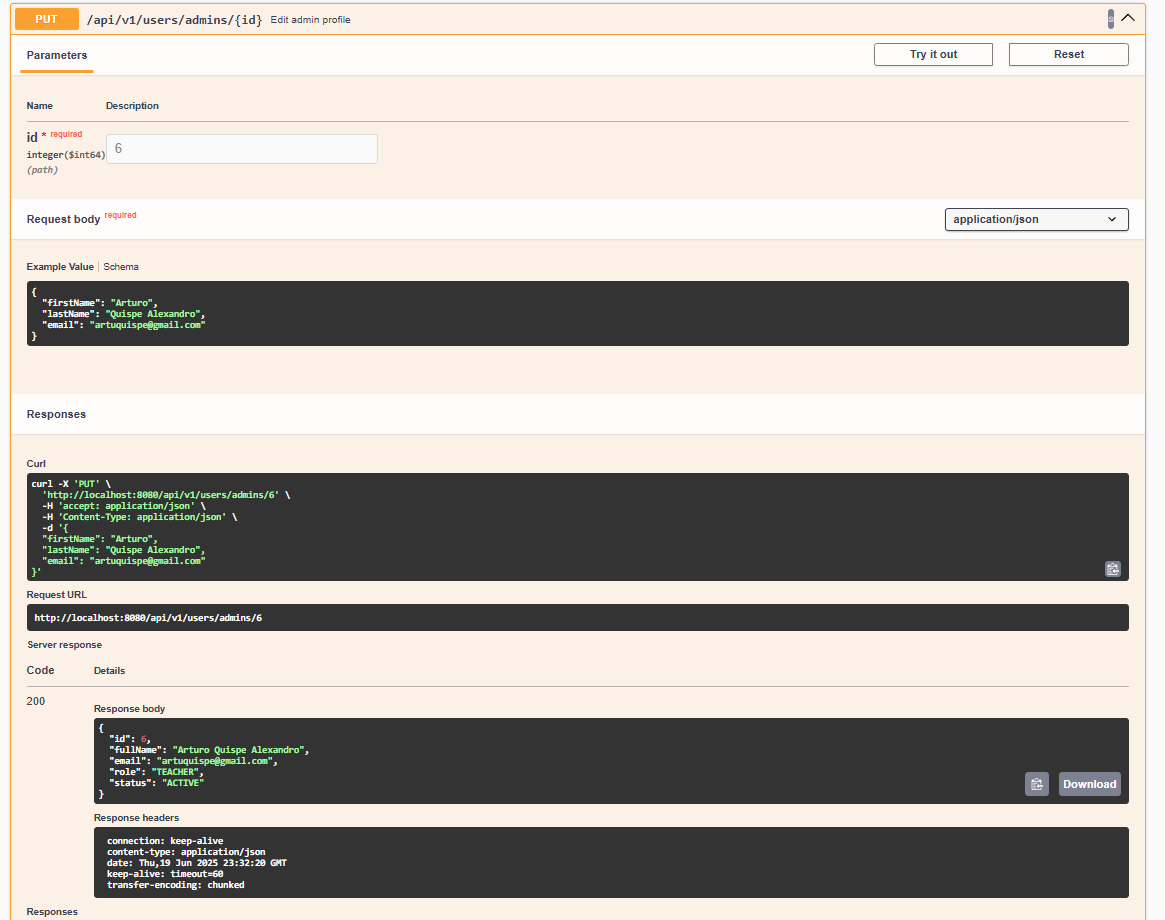 PUT /api/v1/users/admins/{id} Edit admin profile
Parameters
Try it out
Reset
Name Description
id * required
integer($int64)
(path)
6
Request body required
application/json
Example Value | Schema
{
"firstName": "Arturo",
"lastName": "Quispe Alexandro",
"email": "artuquispe@gmail.com"
}
Responses
Curl
curl -X 'PUT' \
'http://localhost:8080/api/v1/users/admins/6' \
-H 'accept: application/json' \
-H 'Content-Type: application/json' \
-d '{
"firstName": "Arturo",
"lastName": "Quispe Alexandro",
"email": "artuquispe@gmail.com"
}'
Request URL
http://localhost:8080/api/v1/users/admins/6
Server response
Code Details
200
Response body
{
"id": 6,
"fullName": "Arturo Quispe Alexandro",
"email": "artuquispe@gmail.com",
"role": "TEACHER",
"status": "ACTIVE"
}
Download
Response headers
connection: keep-alive
content-type: application/json
date: Thu,19 Jun 2025 23:32:20 GMT
keep-alive: timeout=60
transfer-encoding: chunked
Responses